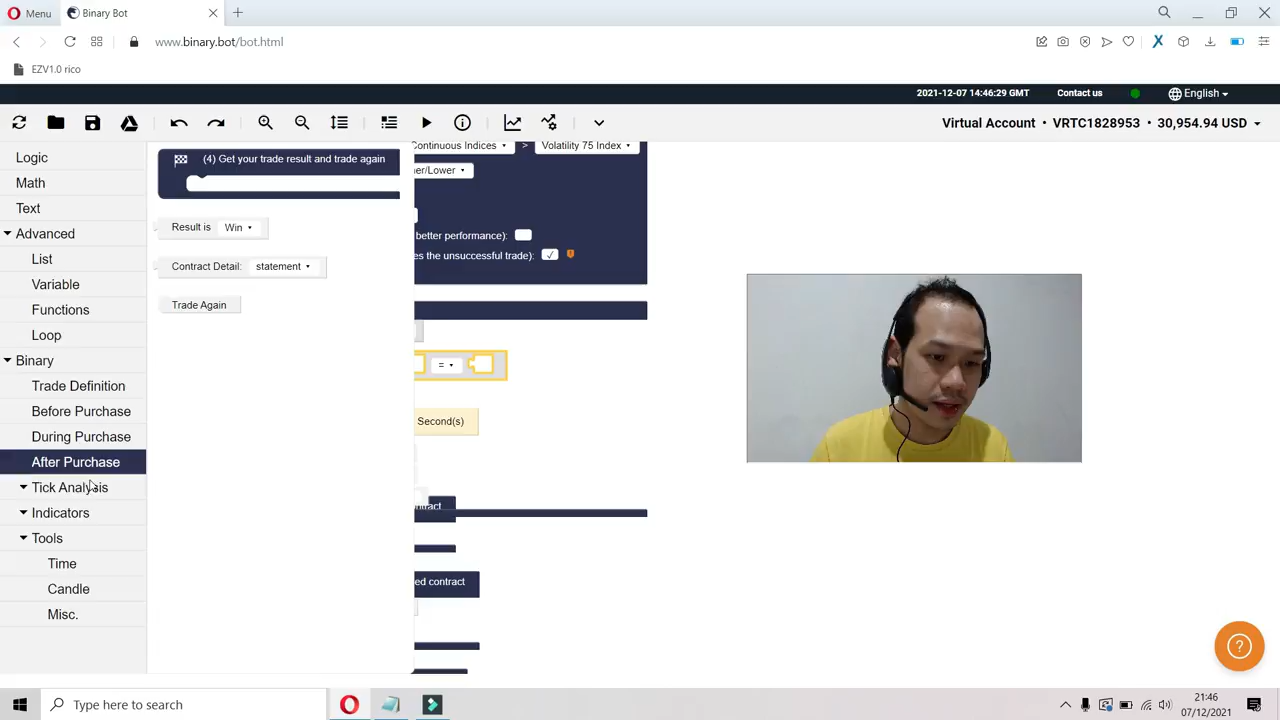 Menu
Binary Bot
www.binary.bot/bot.html
EZV1.0 rico
2021-12-07 14:46:29 GMT
Contact us
English
Virtual Account • VRTC1828953 • 30,954.94 USD
Logic
Math
Text
Advanced
List
Variable
Functions
Loop
Binary
Trade Definition
Before Purchase
During Purchase
After Purchase
Tick Analysis
Indicators
Tools
Time
Candle
Misc.
(4) Get your trade result and trade again
Result is Win
Contract Detail: statement
Trade Again
Continuous Indices > Volatility 75 Index
er/Lower
better performance):
es the unsuccessful trade):
=
Second(s)
ntract
ed contract
Type here to search
21:46
07/12/2021